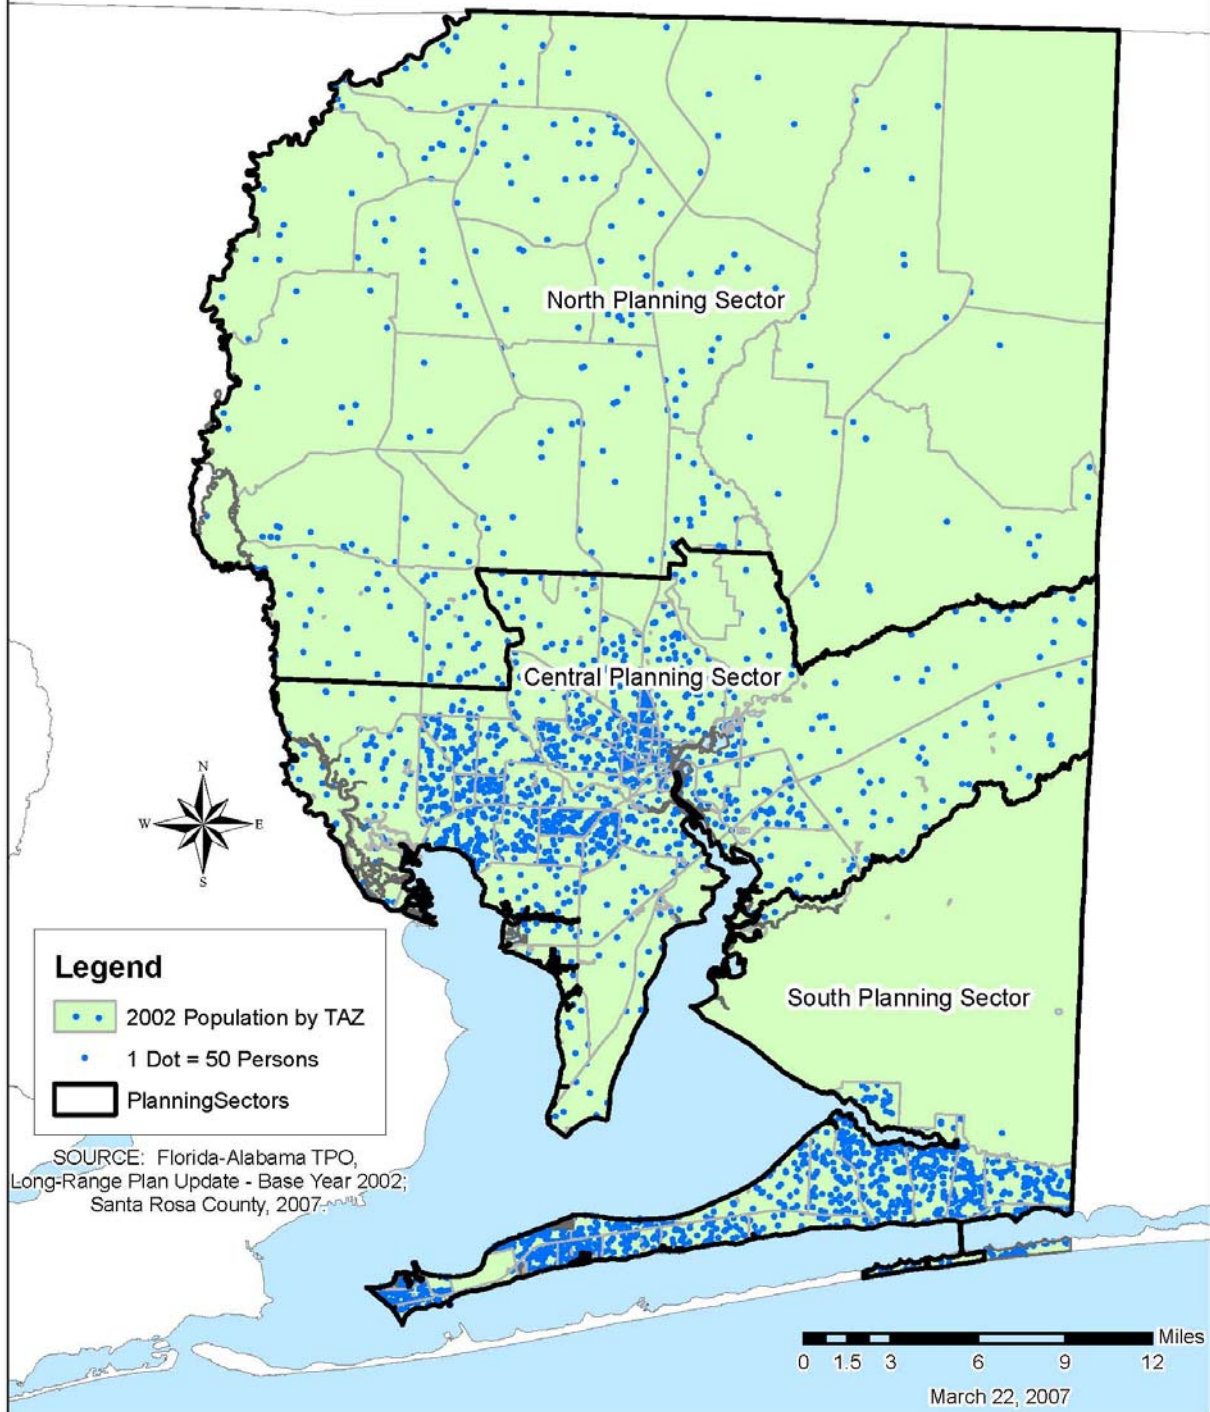 North Planning Sector
Central Planning Sector
N
W
E
S
Legend
2002 Population by TAZ
1 Dot = 50 Persons
PlanningSectors
South Planning Sector
SOURCE: Florida-Alabama TPO,
Long-Range Plan Update - Base Year 2002;
Santa Rosa County, 2007.
Miles
0 1.5 3 6 9 12
March 22, 2007